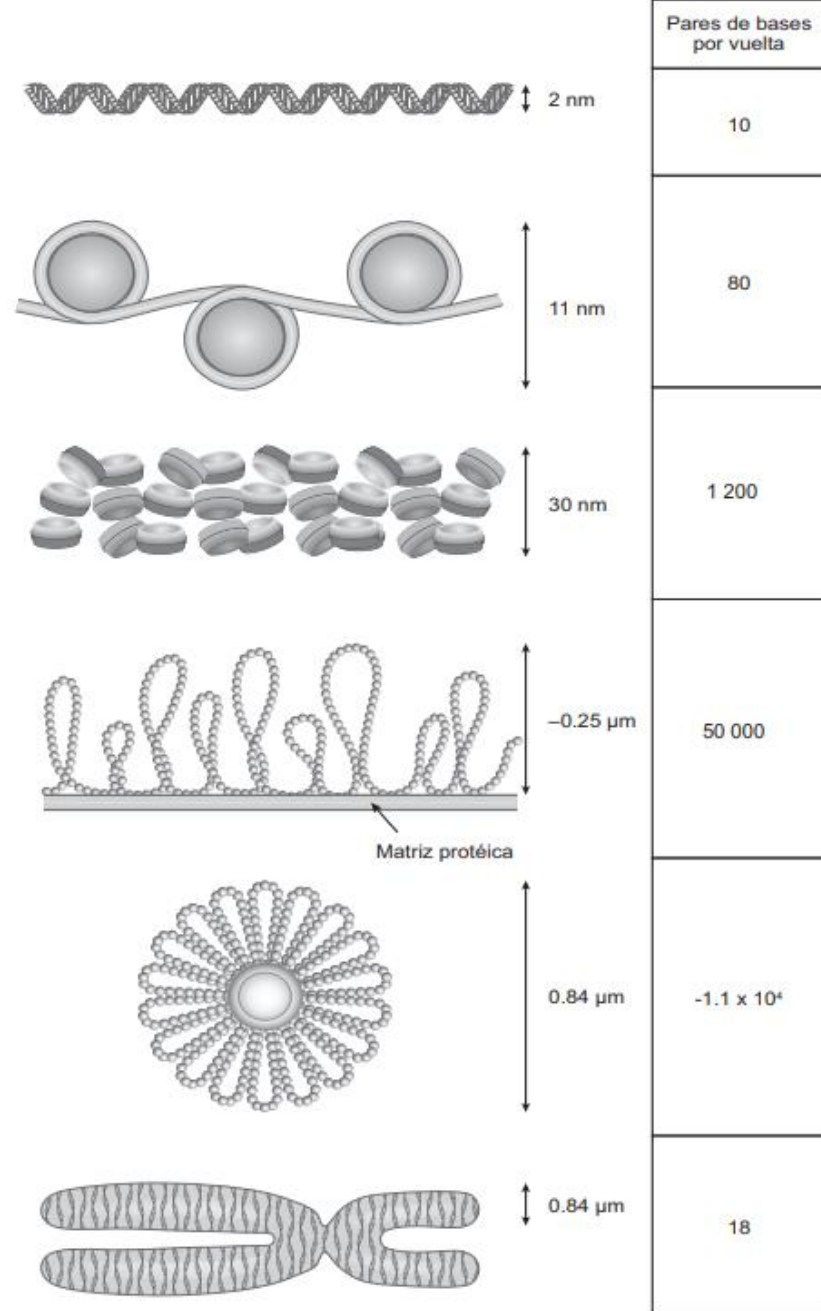 Pares de bases
por vuelta
2 nm
10
11 nm
80
30 nm
1 200
–0.25 µm
50 000
Matriz protéica
0.84 µm
-1.1 x 10⁴
0.84 µm
18